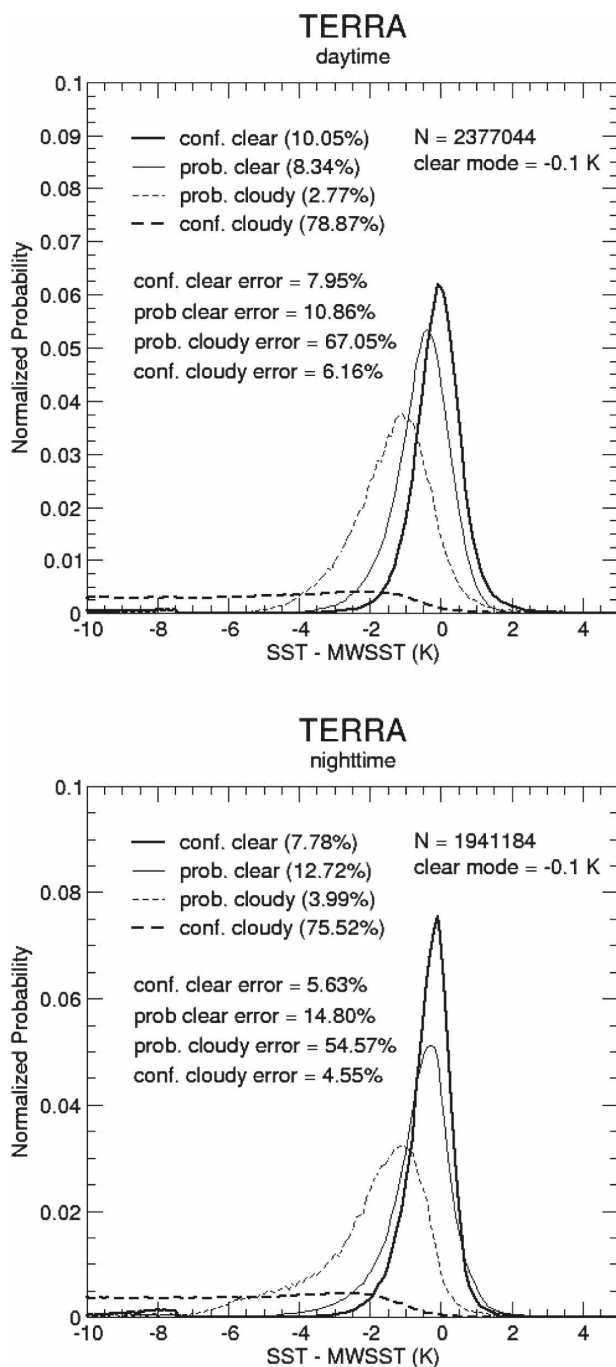 TERRA
daytime
0.1
0.09
0.08
0.07
0.06
0.05
0.04
0.03
0.02
0.01
0
Normalized Probability
conf. clear (10.05%)
prob. clear (8.34%)
prob. cloudy (2.77%)
conf. cloudy (78.87%)
N = 2377044
clear mode = -0.1 K
conf. clear error = 7.95%
prob clear error = 10.86%
prob. cloudy error = 67.05%
conf. cloudy error = 6.16%
-10 -8 -6 -4 -2 0 2 4
SST - MWSST (K)
TERRA
nighttime
0.1
0.08
0.06
0.04
0.02
0
Normalized Probability
conf. clear (7.78%)
prob. clear (12.72%)
prob. cloudy (3.99%)
conf. cloudy (75.52%)
N = 1941184
clear mode = -0.1 K
conf. clear error = 5.63%
prob clear error = 14.80%
prob. cloudy error = 54.57%
conf. cloudy error = 4.55%
-10 -8 -6 -4 -2 0 2 4
SST - MWSST (K)